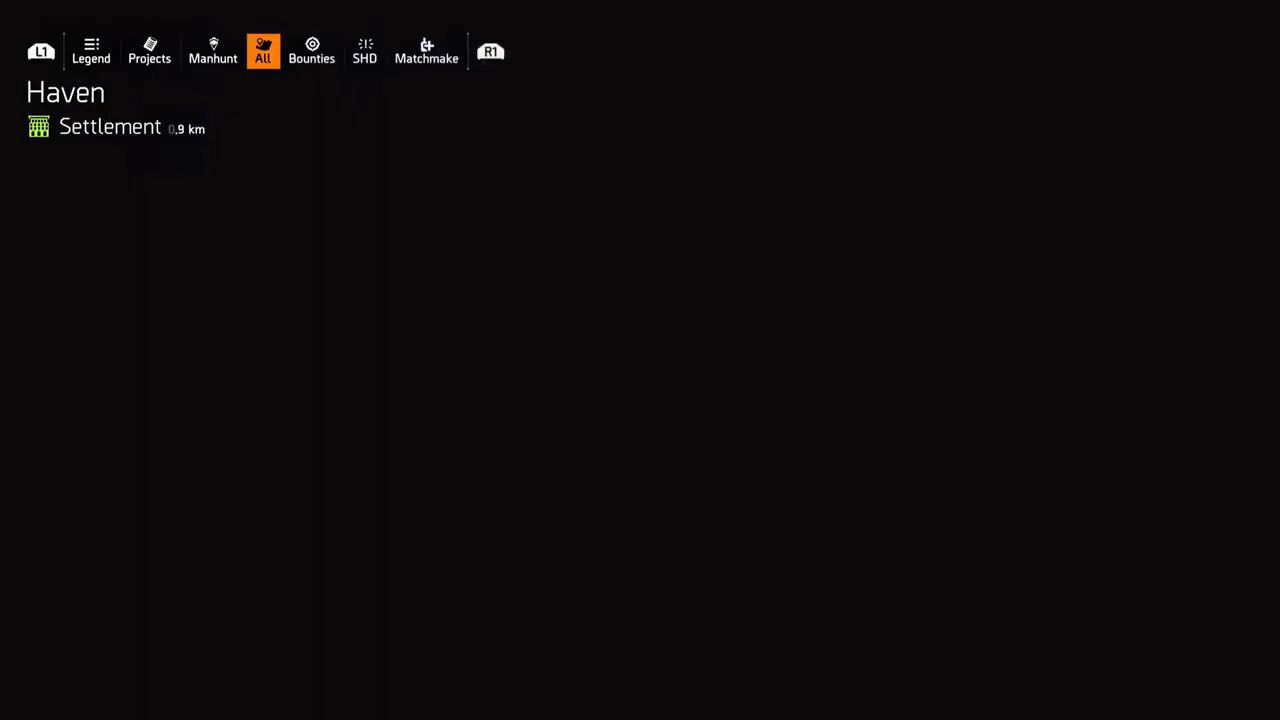 L1 Legend Projects Manhunt All Bounties SHD Matchmake R1
Haven
Settlement 0.9 km